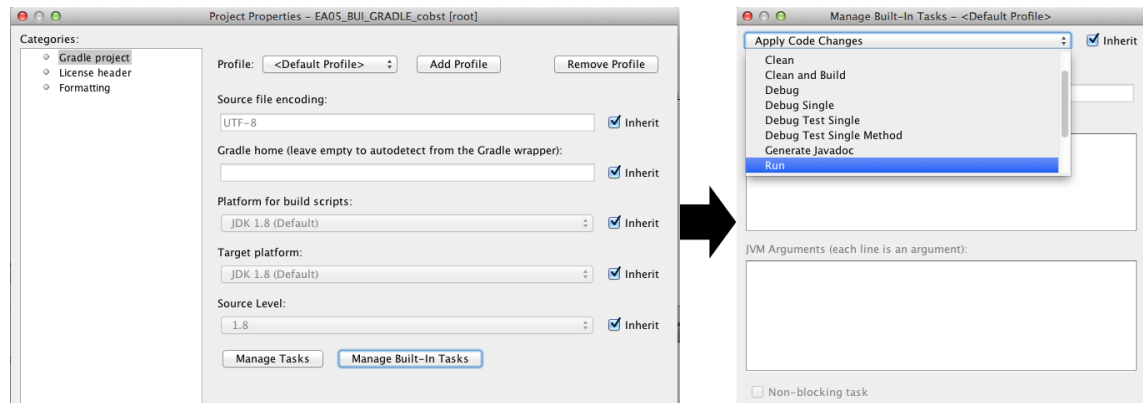 Project Properties - EA05_BUI_GRADLE_cobst [root]
Categories:
Gradle project
License header
Formatting
Profile: <Default Profile> Add Profile Remove Profile
Source file encoding:
UTF-8 Inherit
Gradle home (leave empty to autodetect from the Gradle wrapper):
Inherit
Platform for build scripts:
JDK 1.8 (Default) Inherit
Target platform:
JDK 1.8 (Default) Inherit
Source Level:
1.8 Inherit
Manage Tasks Manage Built-In Tasks
Manage Built-In Tasks - <Default Profile>
Apply Code Changes Inherit
Clean
Clean and Build
Debug
Debug Single
Debug Test Single
Debug Test Single Method
Generate Javadoc
Run
JVM Arguments (each line is an argument):
Non-blocking task